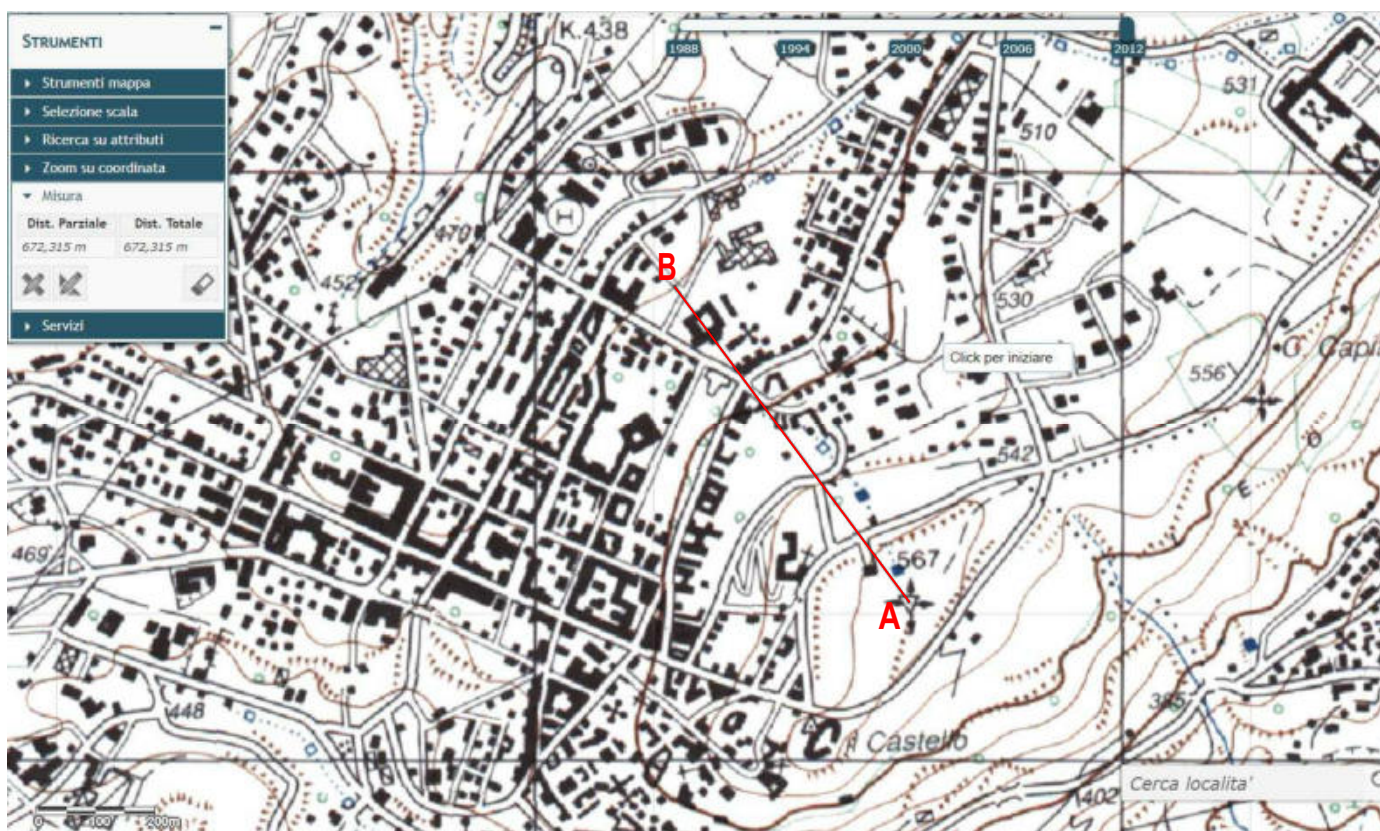 STRUMENTI
Strumenti mappa
Selezione scala
Ricerca su attributi
Zoom su coordinata
Misura
Dist. Parziale Dist. Totale
672,315 m 672,315 m
Servizi
K.438
1988 1994 2000 2006 2012
531
510
H
470
452
B
530
Click per iniziare
556
542
O
E
469
567
A
448
385
Il Castello
402
Cerca localita'
0 100 200m